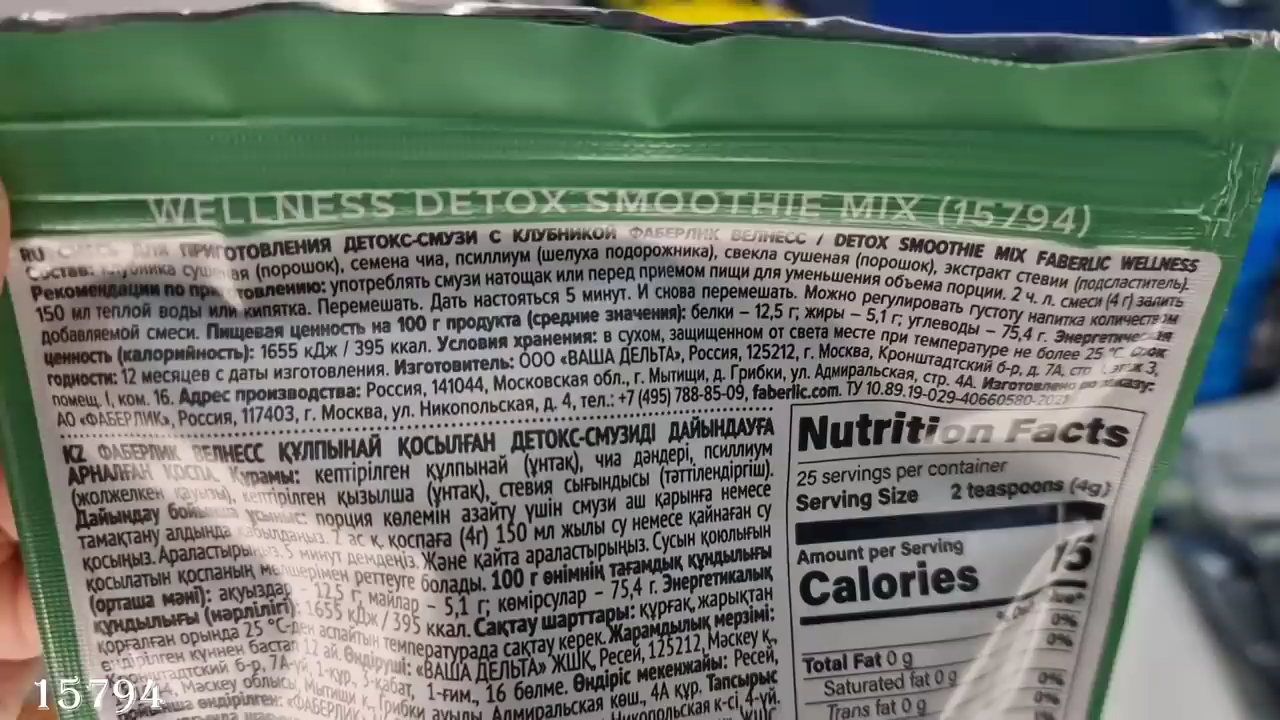 WELLNESS DETOX SMOOTHIE MIX (15794)
RU СМЕСЬ ДЛЯ ПРИГОТОВЛЕНИЯ ДЕТОКС-СМУЗИ С КЛУБНИКОЙ ФАБЕРЛИК ВЕЛНЕСС / DETOX SMOOTHIE MIX FABERLIC WELLNESS
Состав: клубника сушеная (порошок), семена чиа, псиллиум (шелуха подорожника), свекла сушеная (порошок), экстракт стевии (подсластитель).
Рекомендации по приготовлению: употреблять смузи натощак или перед приемом пищи для уменьшения объема порции. 2 ч. л. смеси (4 г) залить
150 мл теплой воды или кипятка. Перемешать. Дать настояться 5 минут. И снова перемешать. Можно регулировать густоту напитка количеством
добавляемой смеси. Пищевая ценность на 100 г продукта (средние значения): белки – 12,5 г; жиры – 5,1 г; углеводы – 75,4 г. Энергетическая
ценность (калорийность): 1655 кДж / 395 ккал. Условия хранения: в сухом, защищенном от света месте при температуре не более 25 °C. Срок
годности: 12 месяцев с даты изготовления. Изготовитель: ООО «ВАША ДЕЛЬТА», Россия, 125212, г. Москва, Кронштадтский б-р, д. 7А, стр. 1, этаж 3,
помещ. I, ком. 16. Адрес производства: Россия, 141044, Московская обл., г. Мытищи, д. Грибки, ул. Адмиральская, стр. 4А. Изготовлено по заказу:
АО «ФАБЕРЛИК», Россия, 117403, г. Москва, ул. Никопольская, д. 4, тел.: +7 (495) 788-85-09, faberlic.com. ТУ 10.89.19-029-40660580-2021
KZ ФАБЕРЛИК ВЕЛНЕСС ҚҰЛПЫНАЙ ҚОСЫЛҒАН ДЕТОКС-СМУЗИДІ ДАЙЫНДАУҒА
АРНАЛҒАН ҚОСПА. Құрамы: кептірілген құлпынай (ұнтақ), чиа дәндері, псиллиум
(жолжелкен қауызы), кептірілген қызылша (ұнтақ), стевия сығындысы (тәттілендіргіш).
Дайындау бойынша ұсыныс: порция көлемін азайту үшін смузи аш қарынға немесе
тамақтану алдында қабылданыз. 2 ас қ. қоспаға (4г) 150 мл жылы су немесе қайнаған су
қосыңыз. Араластырыңыз. 5 минут демдеңіз. Және қайта араластырыңыз. Сусын қоюлығын
қосылатын қоспаның мөлшерімен реттеуге болады. 100 г өнімнің тағамдық құндылығы
(орташа мәні): ақуыздар – 12,5 г; майлар – 5,1 г; көмірсулар – 75,4 г. Энергетикалық
құндылығы (нәрлілігі): 1655 кДж / 395 ккал. Сақтау шарттары: құрғақ, жарықтан
қорғалған орында 25 °C-ден аспайтын температурада сақтау керек. Жарамдылық мерзімі:
өндірілген күннен бастап 12 ай. Өндіруші: «ВАША ДЕЛЬТА» ЖШҚ, Ресей, 125212, Мәскеу қ.,
б-р, 7А-үй, 1-құр, 3-қабат, 1-ғим., 16 бөлме. Өндіріс мекенжайы: Ресей,
Мәскеу облысы, Мытищи қ., Грибки ауылы, Адмиральская көш., 4А құр. Тапсырыс
бойынша өндірілген: «ФАБЕРЛИК» Никопольская к-сі, 4-үй.
Nutrition Facts
25 servings per container
Serving Size 2 teaspoons (4g)
Amount per Serving
Calories 15
0%
Total Fat 0 g 0%
Saturated fat 0 g 0%
Trans fat 0 g 0%
15794